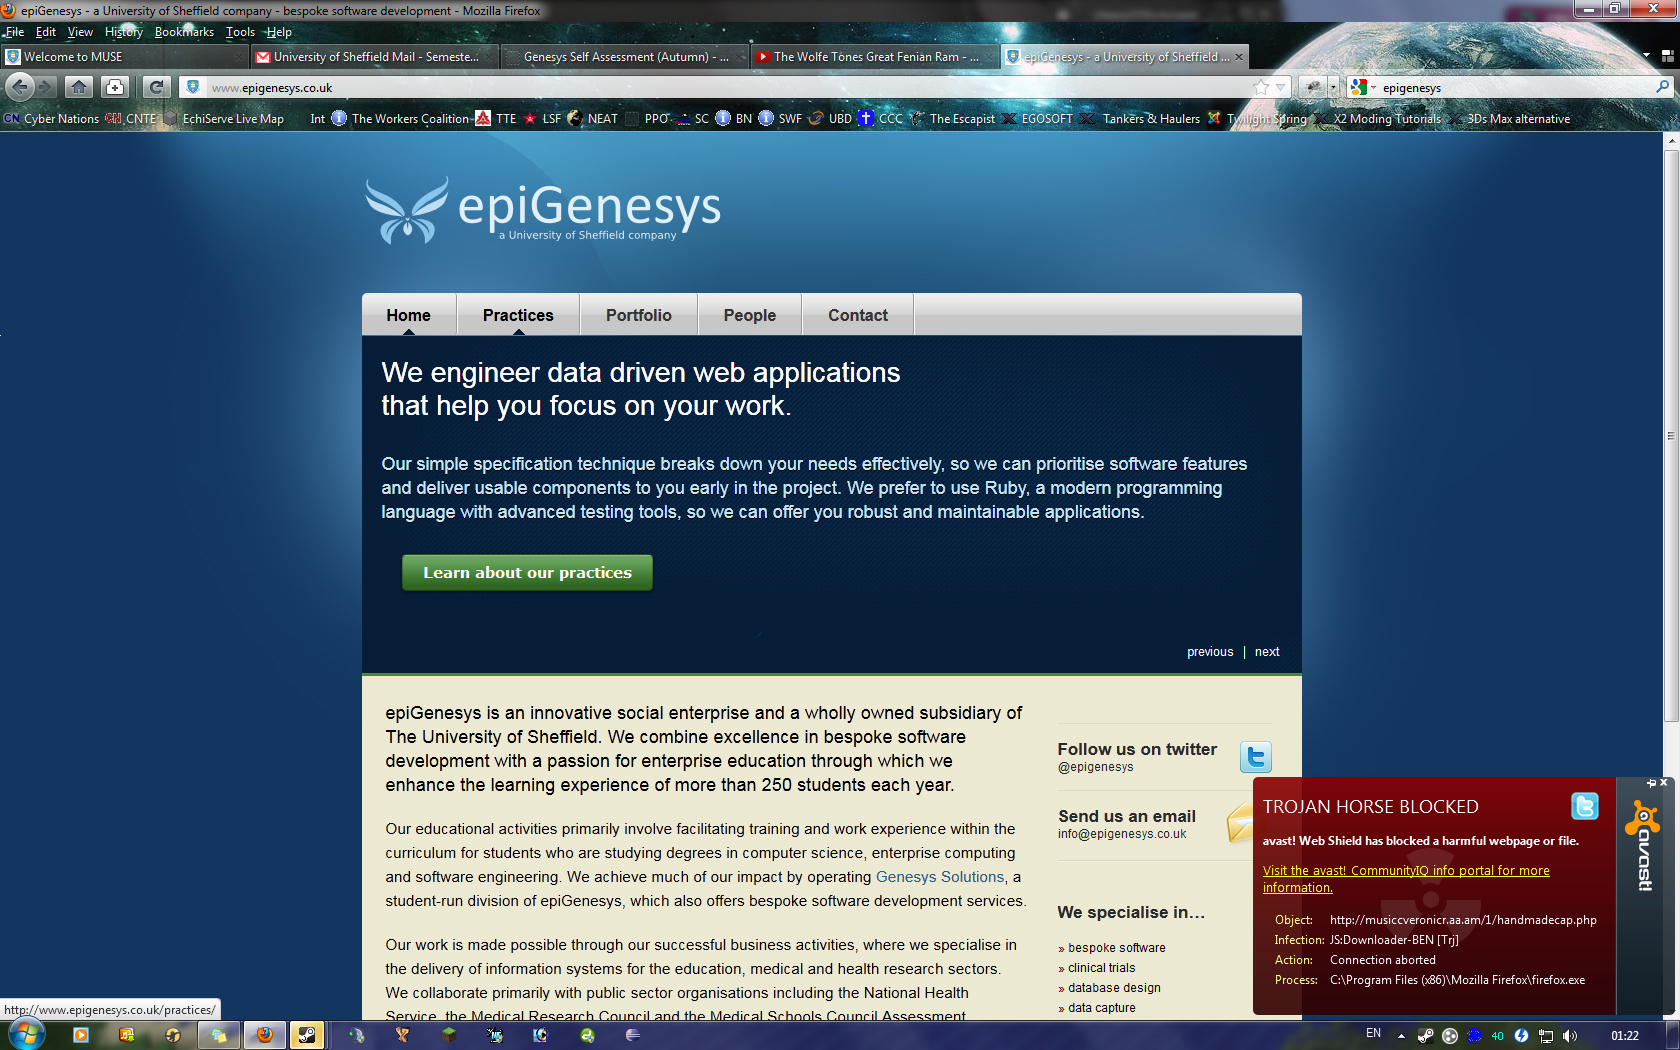 epiGenesys - a University of Sheffield company - bespoke software development - Mozilla Firefox
File Edit View History Bookmarks Tools Help
Welcome to MUSE
University of Sheffield Mail - Semeste...
Genesys Self Assessment (Autumn) - ...
The Wolfe Tones Great Fenian Ram - ...
epiGenesys - a University of Sheffield ...
www.epigenesys.co.uk
epigenesys
CN Cyber Nations CNTE EchiServe Live Map Int The Workers Coalition TTE LSF NEAT PPO SC BN SWF UBD CCC The Escapist EGOSOFT Tankers & Haulers Twilight Spring X2 Moding Tutorials 3Ds Max alternative
epiGenesys
a University of Sheffield company
Home Practices Portfolio People Contact
We engineer data driven web applications
that help you focus on your work.
Our simple specification technique breaks down your needs effectively, so we can prioritise software features
and deliver usable components to you early in the project. We prefer to use Ruby, a modern programming
language with advanced testing tools, so we can offer you robust and maintainable applications.
Learn about our practices
previous | next
epiGenesys is an innovative social enterprise and a wholly owned subsidiary of
The University of Sheffield. We combine excellence in bespoke software
development with a passion for enterprise education through which we
enhance the learning experience of more than 250 students each year.
Our educational activities primarily involve facilitating training and work experience within the
curriculum for students who are studying degrees in computer science, enterprise computing
and software engineering. We achieve much of our impact by operating Genesys Solutions, a
student-run division of epiGenesys, which also offers bespoke software development services.
Our work is made possible through our successful business activities, where we specialise in
the delivery of information systems for the education, medical and health research sectors.
We collaborate primarily with public sector organisations including the National Health
Service, the Medical Research Council and the Medical Schools Council Assessment
Follow us on twitter
@epigenesys
Send us an email
info@epigenesys.co.uk
We specialise in...
» bespoke software
» clinical trials
» database design
» data capture
TROJAN HORSE BLOCKED
avast! Web Shield has blocked a harmful webpage or file.
Visit the avast! CommunityIQ info portal for more
information.
Object: http://musiccveronicr.aa.am/1/handmadecap.php
Infection: JS:Downloader-BEN [Trj]
Action: Connection aborted
Process: C:\Program Files (x86)\Mozilla Firefox\firefox.exe
avast!
http://www.epigenesys.co.uk/practices/
EN
40
01:22